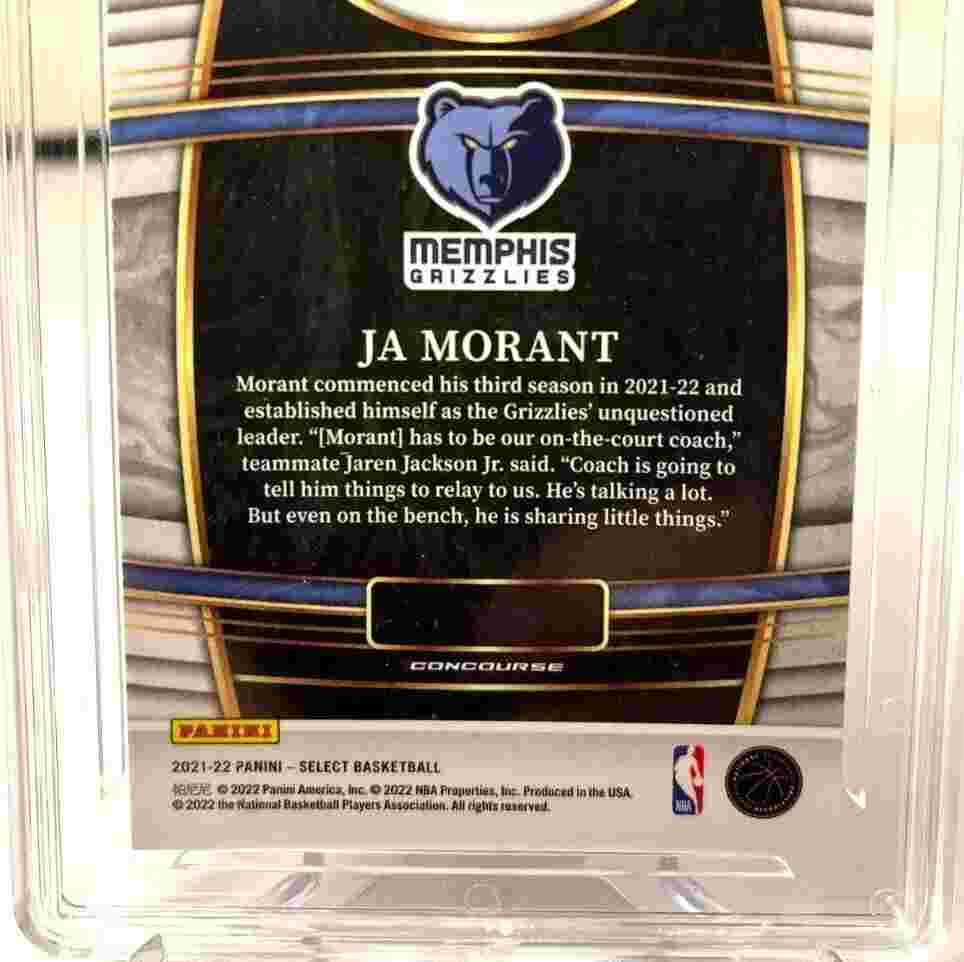 MEMPHIS
GRIZZLIES
JA MORANT
Morant commenced his third season in 2021-22 and
established himself as the Grizzlies’ unquestioned
leader. “[Morant] has to be our on-the-court coach,”
teammate Jaren Jackson Jr. said. “Coach is going to
tell him things to relay to us. He’s talking a lot.
But even on the bench, he is sharing little things.”
CONCOURSE
PANINI
2021-22 PANINI – SELECT BASKETBALL
帕尼尼 © 2022 Panini America, Inc. © 2022 NBA Properties, Inc. Produced in the USA.
© 2022 the National Basketball Players Association. All rights reserved.
NBA